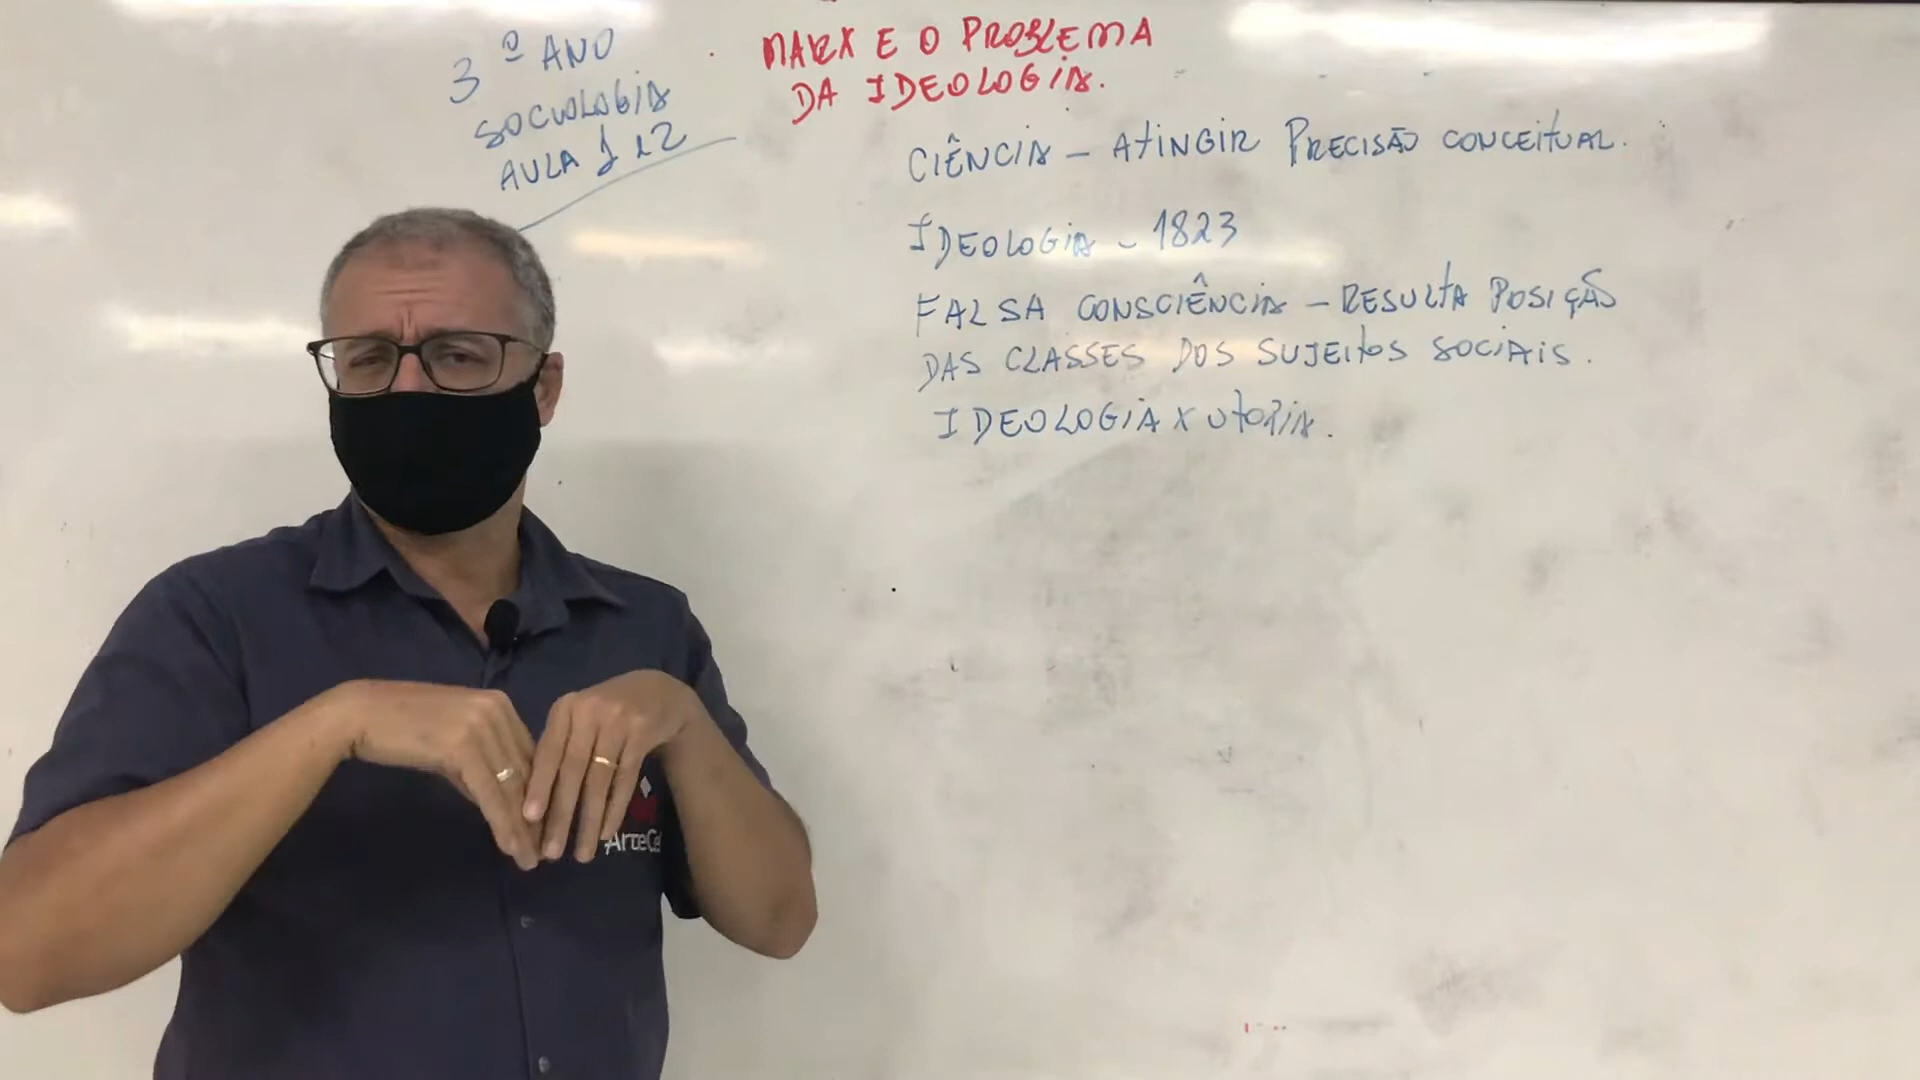 3º ANO
SOCIOLOGIA
AULA 1 e 2
MARX E O PROBLEMA
DA IDEOLOGIA.
CIÊNCIA - ATINGIR PRECISÃO CONCEITUAL.
IDEOLOGIA - 1823
FALSA CONSCIÊNCIA - RESULTA POSIÇÃO
DAS CLASSES DOS SUJEITOS SOCIAIS.
IDEOLOGIA X UTOPIA.